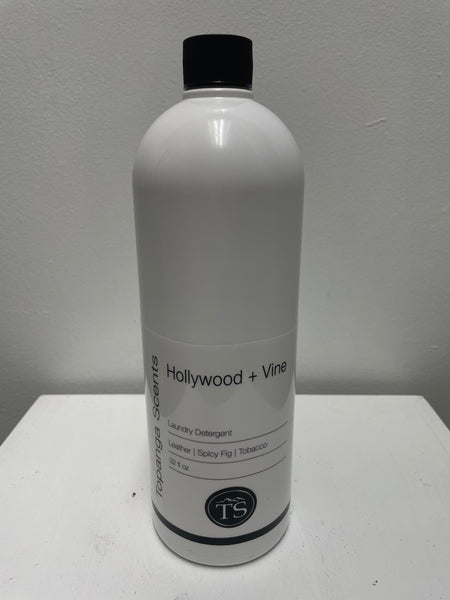 Topanga Scents
Hollywood + Vine
Laundry Detergent
Leather | Spicy Fig | Tobacco
32 fl oz
TS